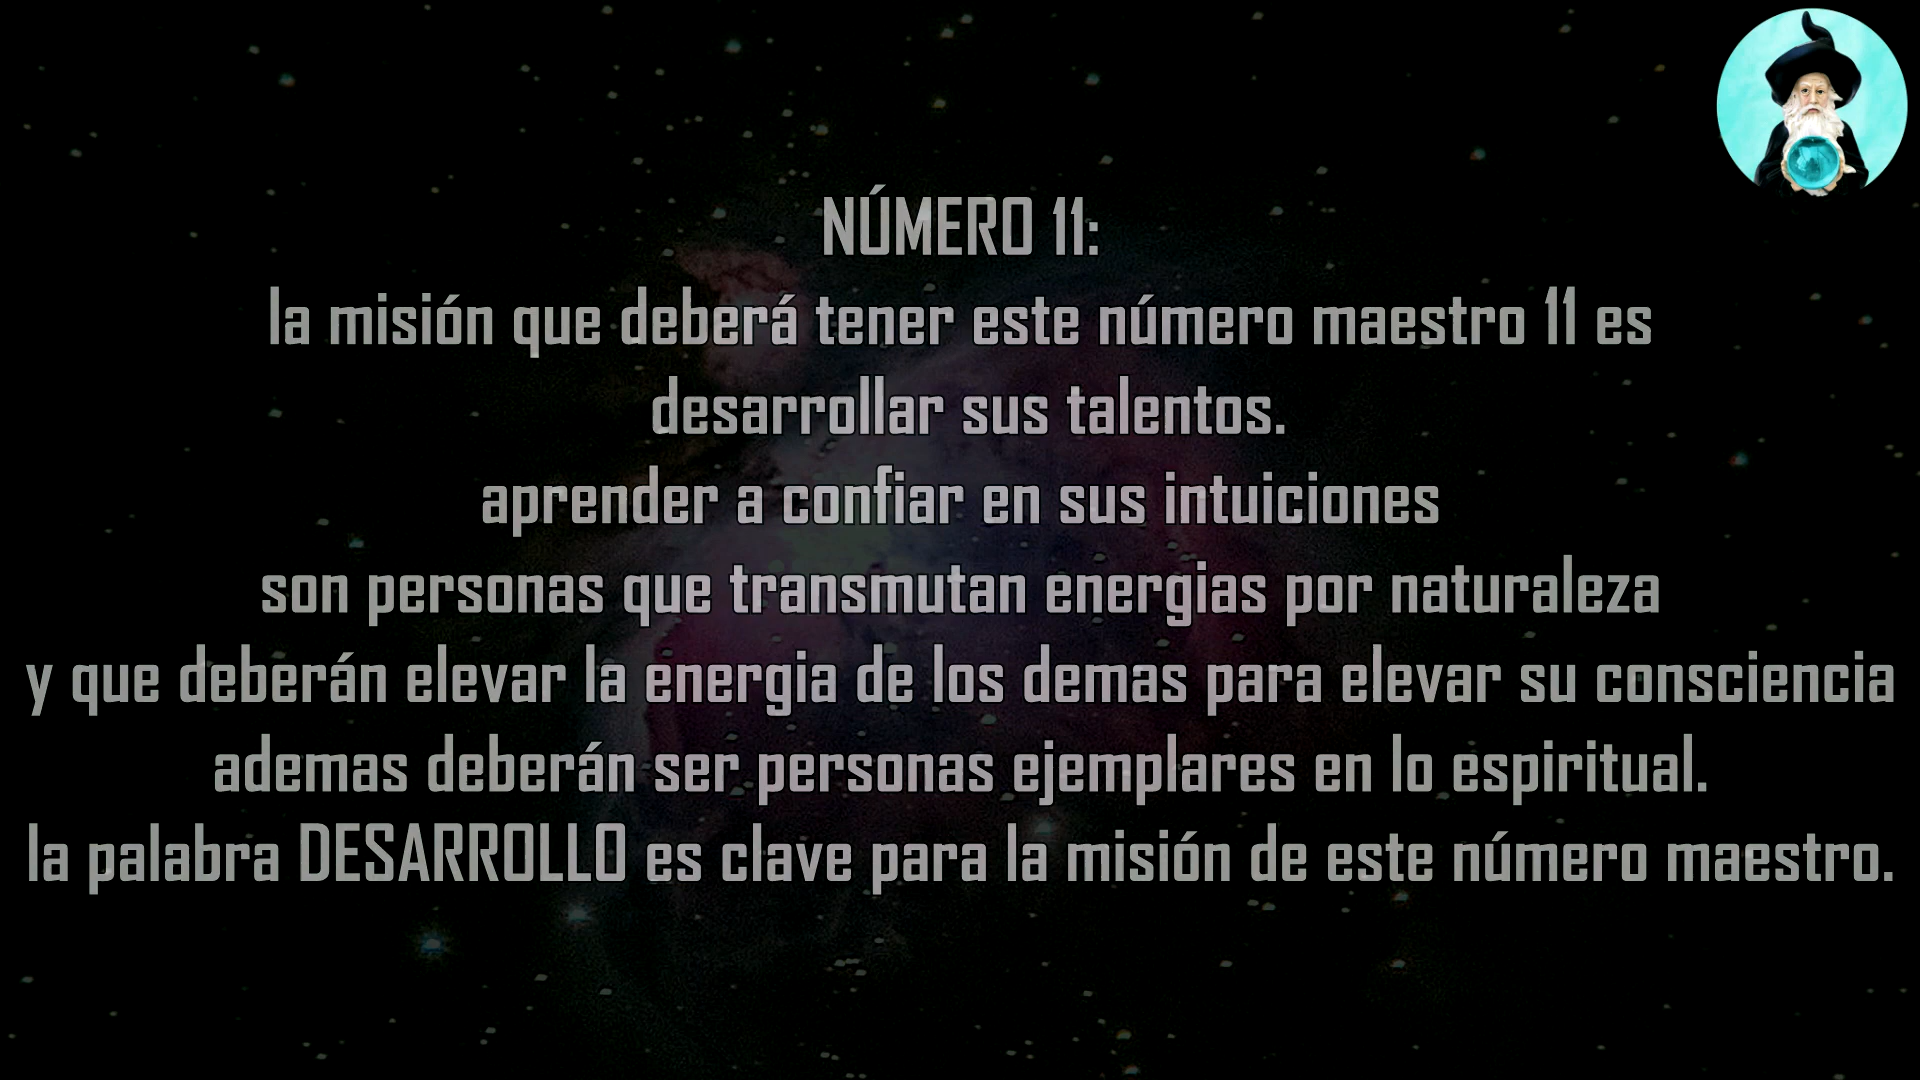 NÚMERO 11:
la misión que deberá tener este número maestro 11 es
desarrollar sus talentos.
aprender a confiar en sus intuiciones
son personas que transmutan energias por naturaleza
y que deberán elevar la energia de los demas para elevar su consciencia
ademas deberán ser personas ejemplares en lo espiritual.
la palabra DESARROLLO es clave para la misión de este número maestro.